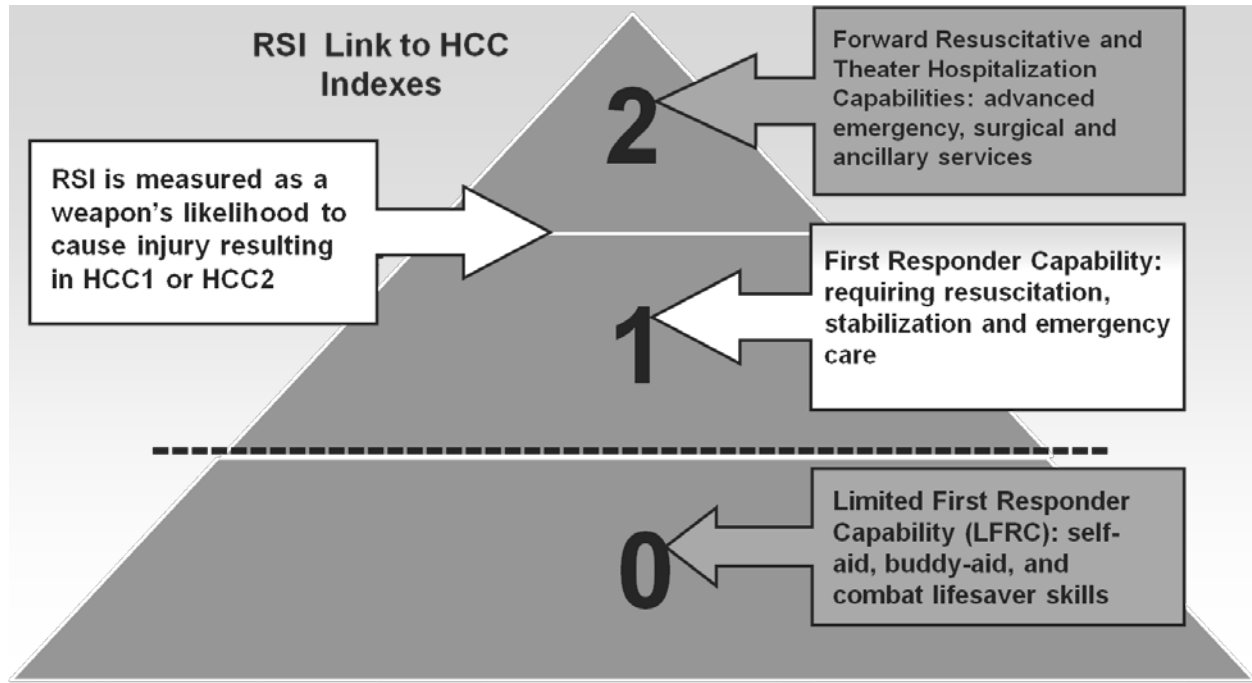 RSI Link to HCC
Indexes
2
Forward Resuscitative and
Theater Hospitalization
Capabilities: advanced
emergency, surgical and
ancillary services
RSI is measured as a
weapon's likelihood to
cause injury resulting
in HCC1 or HCC2
1
First Responder Capability:
requiring resuscitation,
stabilization and emergency
care
0
Limited First Responder
Capability (LFRC): self-
aid, buddy-aid, and
combat lifesaver skills